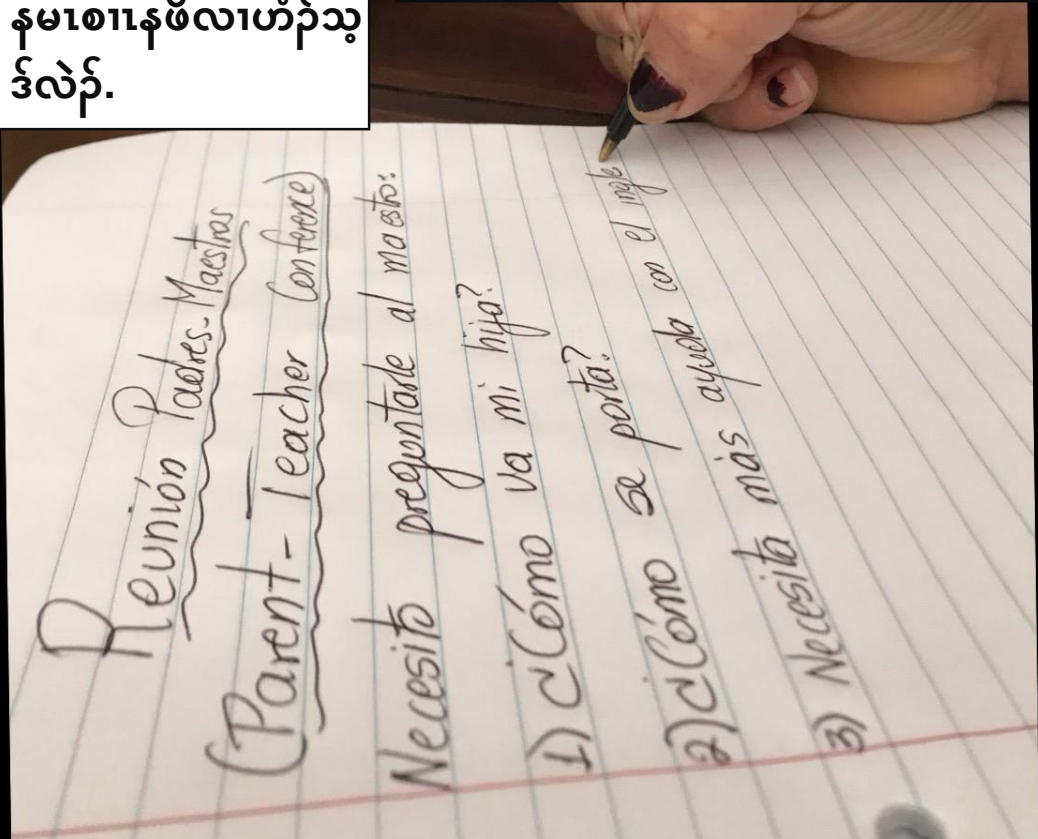 နမၤစၢၤနဖိလၢဟံၣ်သ့
ဒ်လဲၣ်.
Reunión Padres-Maestros
(Parent-Teacher Conference)
Necesito preguntarle al maestro:
1) ¿Cómo va mi hija?
2) ¿Cómo se porta?
3) Necesita más ayuda con el ingle